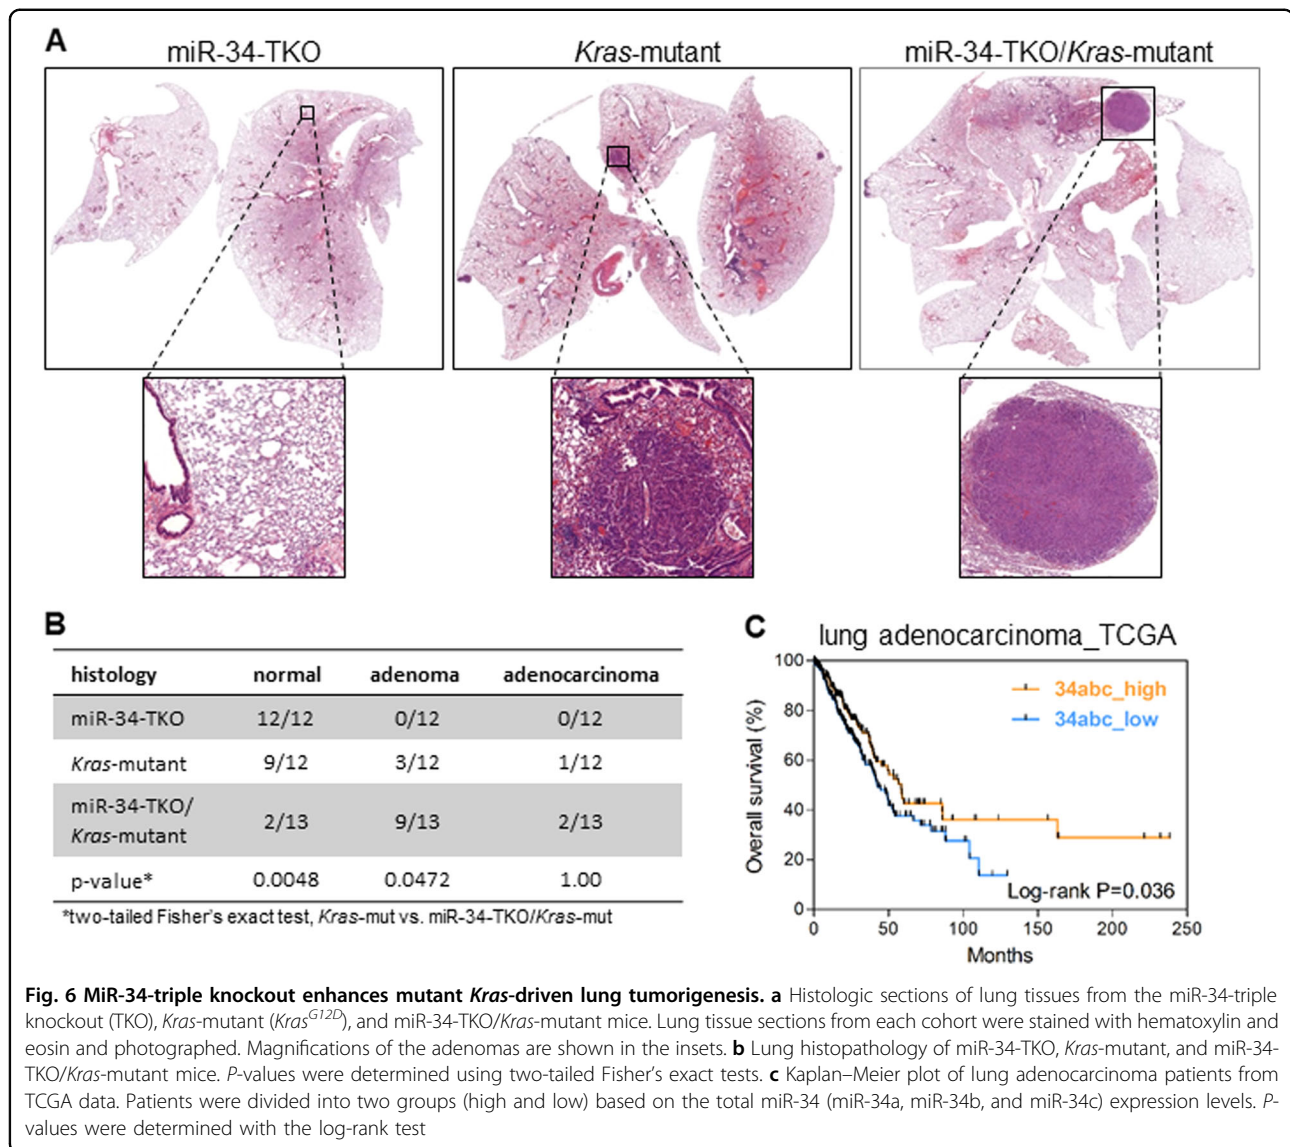 A
miR-34-TKO
Kras-mutant
miR-34-TKO/Kras-mutant
B
histology normal adenoma adenocarcinoma
miR-34-TKO 12/12 0/12 0/12
Kras-mutant 9/12 3/12 1/12
miR-34-TKO/
Kras-mutant 2/13 9/13 2/13
p-value* 0.0048 0.0472 1.00
*two-tailed Fisher's exact test, Kras-mut vs. miR-34-TKO/Kras-mut
C
lung adenocarcinoma_TCGA
Overall survival (%)
100
80
60
40
20
0
34abc_high
34abc_low
Log-rank P=0.036
0 50 100 150 200 250
Months
Fig. 6 MiR-34-triple knockout enhances mutant Kras-driven lung tumorigenesis. a Histologic sections of lung tissues from the miR-34-triple
knockout (TKO), Kras-mutant (Kras^G12D), and miR-34-TKO/Kras-mutant mice. Lung tissue sections from each cohort were stained with hematoxylin and
eosin and photographed. Magnifications of the adenomas are shown in the insets. b Lung histopathology of miR-34-TKO, Kras-mutant, and miR-34-
TKO/Kras-mutant mice. P-values were determined using two-tailed Fisher's exact tests. c Kaplan–Meier plot of lung adenocarcinoma patients from
TCGA data. Patients were divided into two groups (high and low) based on the total miR-34 (miR-34a, miR-34b, and miR-34c) expression levels. P-
values were determined with the log-rank test